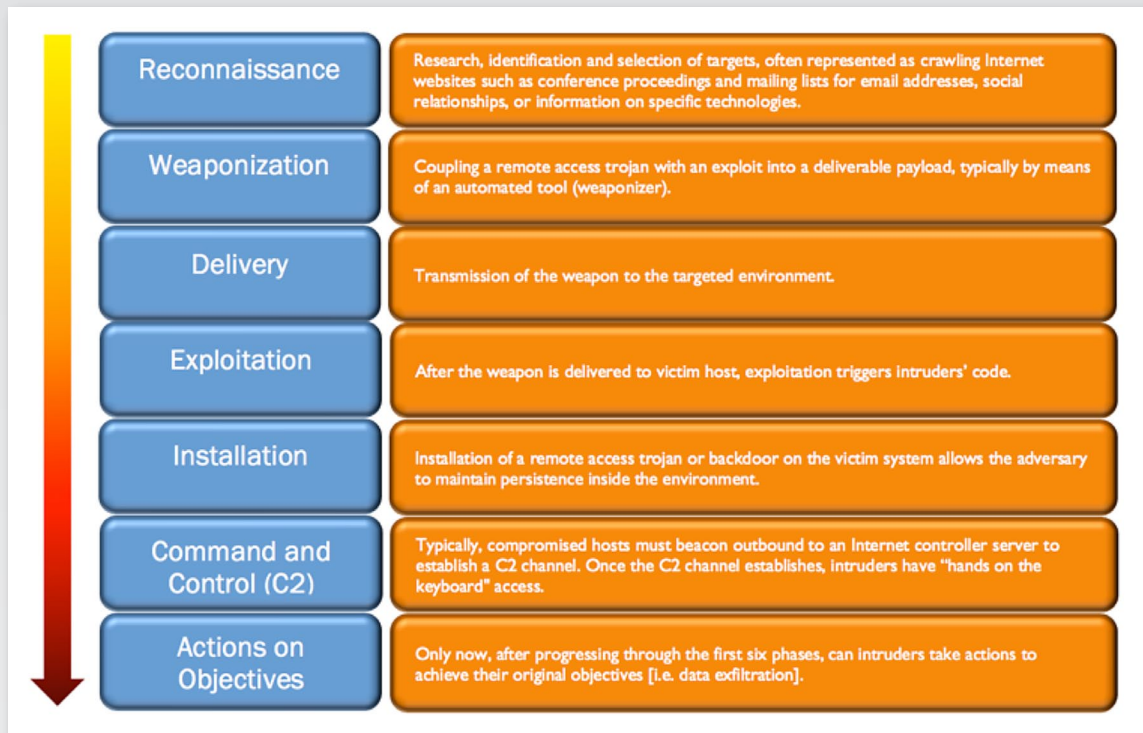 Reconnaissance
Research, identification and selection of targets, often represented as crawling Internet
websites such as conference proceedings and mailing lists for email addresses, social
relationships, or information on specific technologies.
Weaponization
Coupling a remote access trojan with an exploit into a deliverable payload, typically by means
of an automated tool (weaponizer).
Delivery
Transmission of the weapon to the targeted environment.
Exploitation
After the weapon is delivered to victim host, exploitation triggers intruders’ code.
Installation
Installation of a remote access trojan or backdoor on the victim system allows the adversary
to maintain persistence inside the environment.
Command and
Control (C2)
Typically, compromised hosts must beacon outbound to an Internet controller server to
establish a C2 channel. Once the C2 channel establishes, intruders have “hands on the
keyboard” access.
Actions on
Objectives
Only now, after progressing through the first six phases, can intruders take actions to
achieve their original objectives [i.e. data exfiltration].